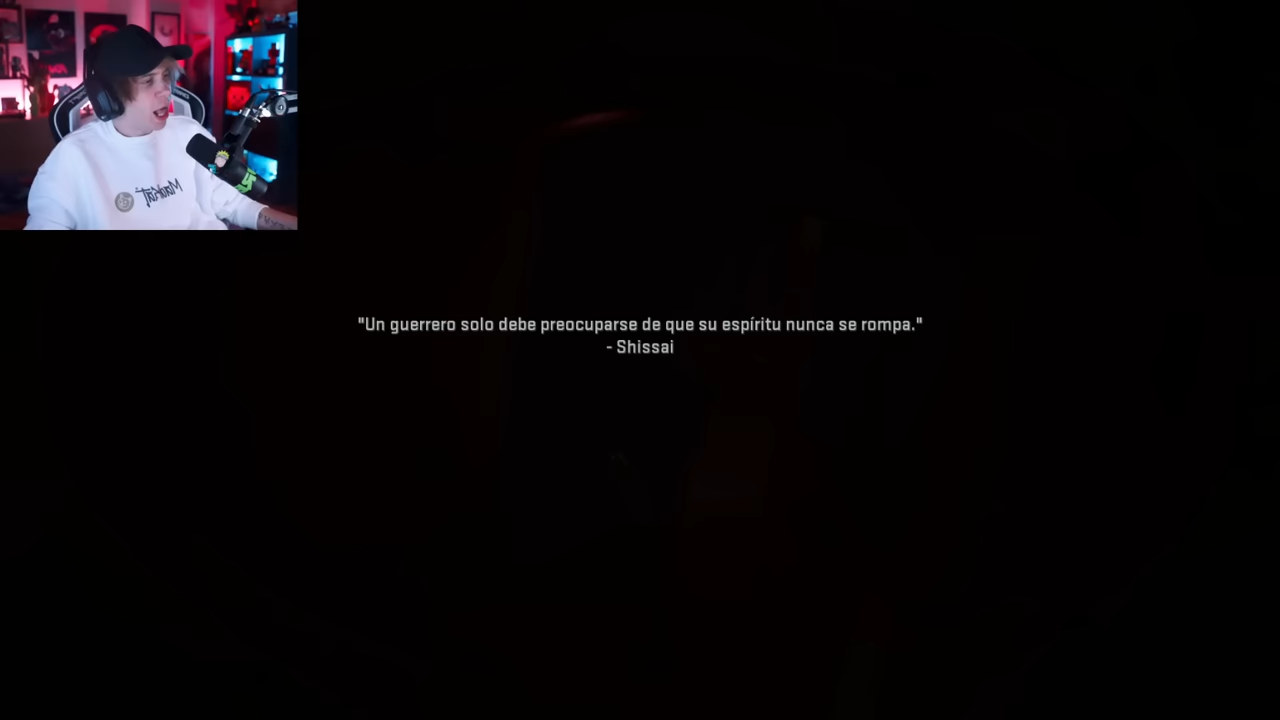 "Un guerrero solo debe preocuparse de que su espíritu nunca se rompa."
- Shissai